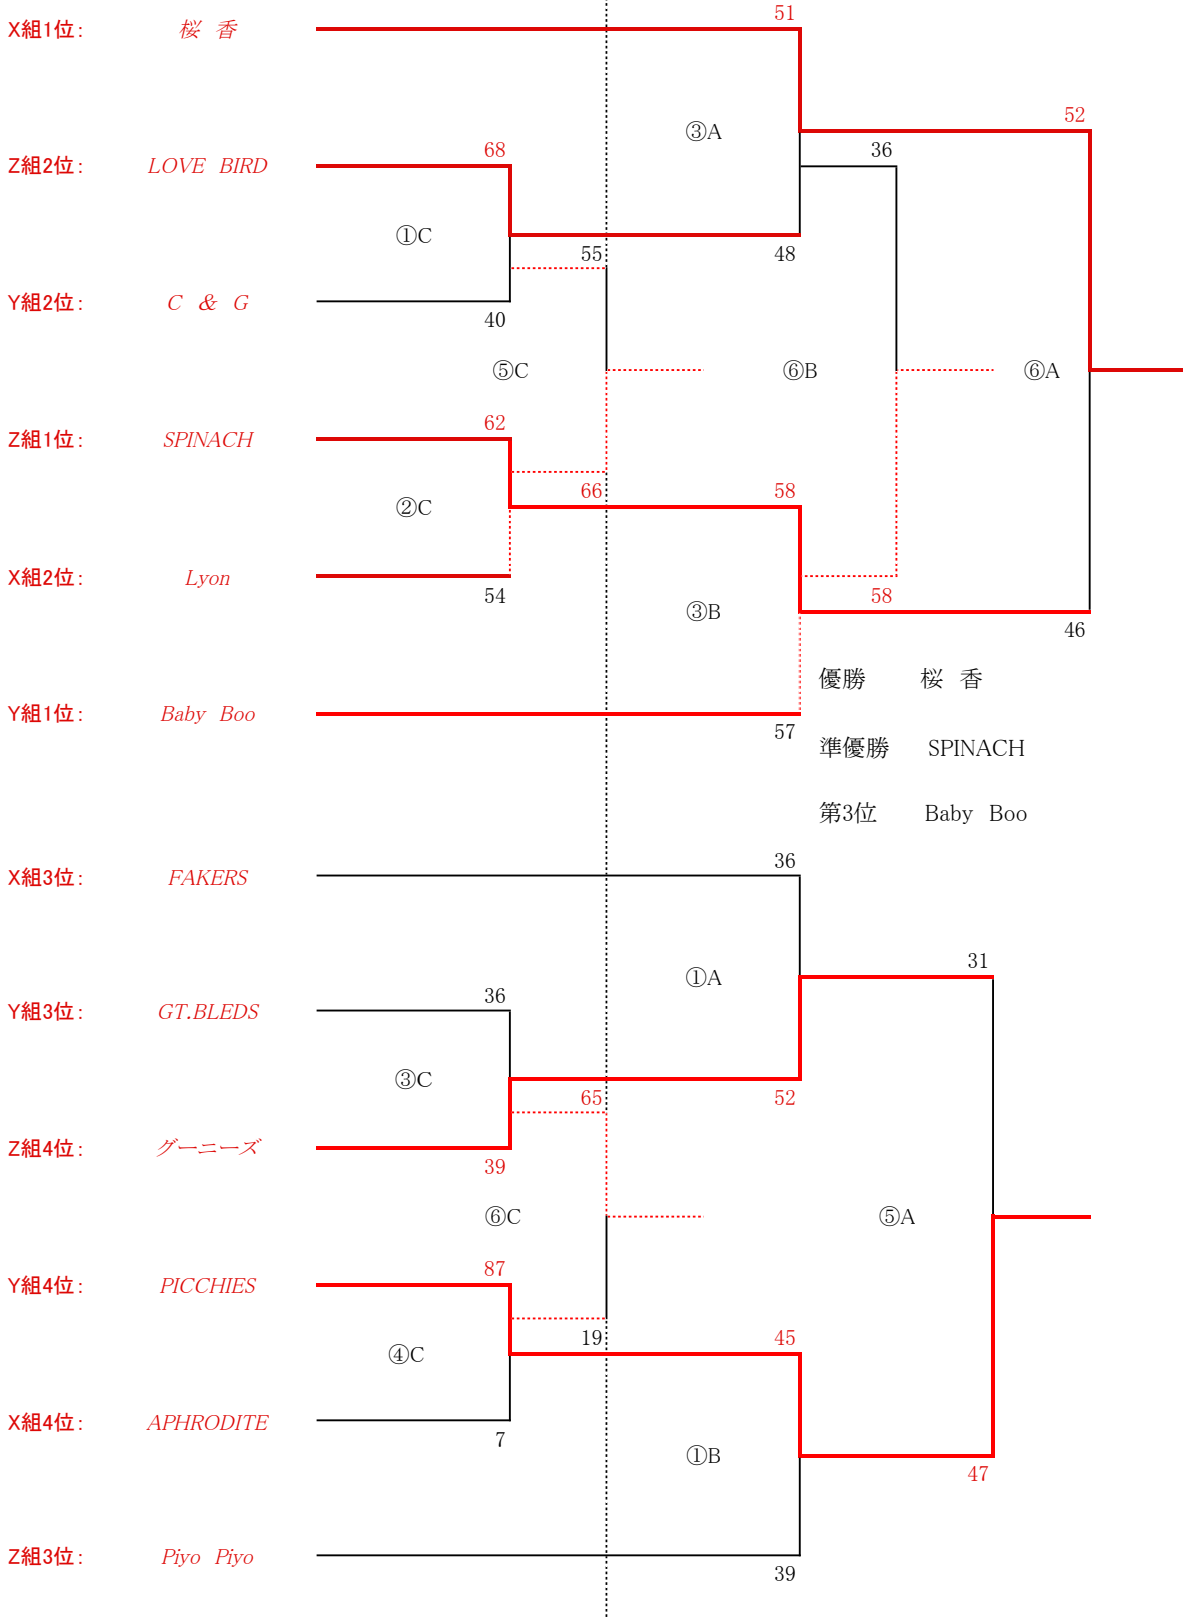 51
X組1位： 桜 香
52
③A
68
36
Z組2位： LOVE BIRD
①C
55
48
Y組2位： C ＆ G
40
⑤C
⑥B
⑥A
62
Z組1位： SPINACH
66
58
②C
X組2位： Lyon
54
58
③B
46
優勝 桜 香
Y組1位： Baby Boo
57
準優勝 SPINACH
第3位 Baby Boo
36
X組3位： FAKERS
31
①A
36
Y組3位： GT.BLEDS
③C
65
52
Z組4位： グーニーズ
39
⑥C
⑤A
87
Y組4位： PICCHIES
19
45
④C
X組4位： APHRODITE
7
①B
47
Z組3位： Piyo Piyo
39